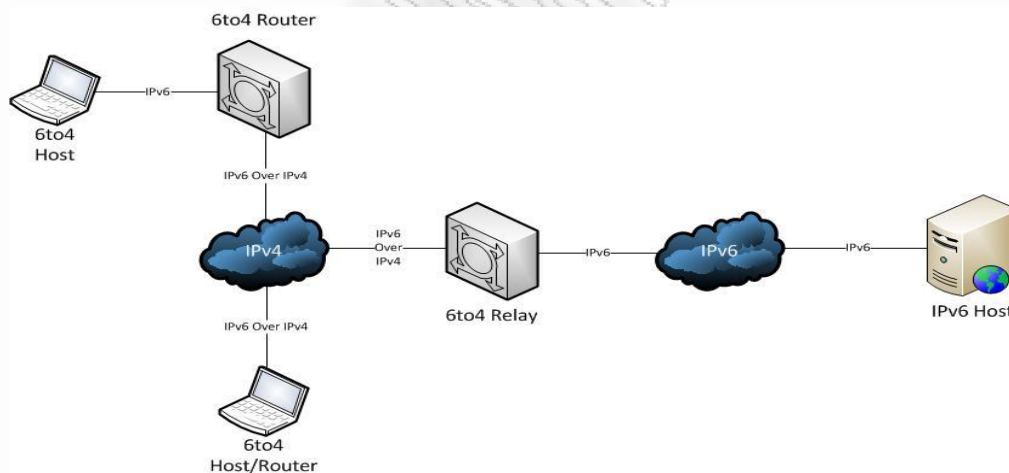 6to4 Router
IPv6
6to4
Host
IPv6 Over IPv4
IPv4
IPv6
Over
IPv4
6to4 Relay
IPv6
IPv6
IPv6
IPv6 Host
IPv6 Over IPv4
6to4
Host/Router